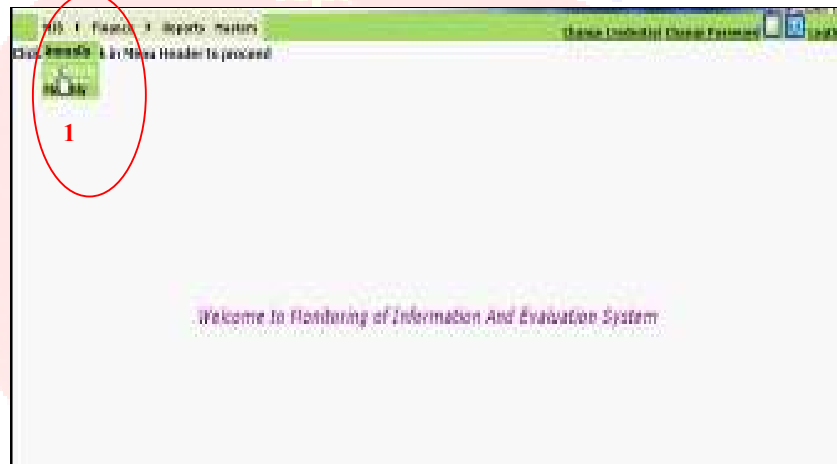 MIS Finance Reports Masters Change Credential Change Password
Click Annually k in Menu Header to proceed
Monthly
1
Welcome to Monitoring of Information And Evaluation System